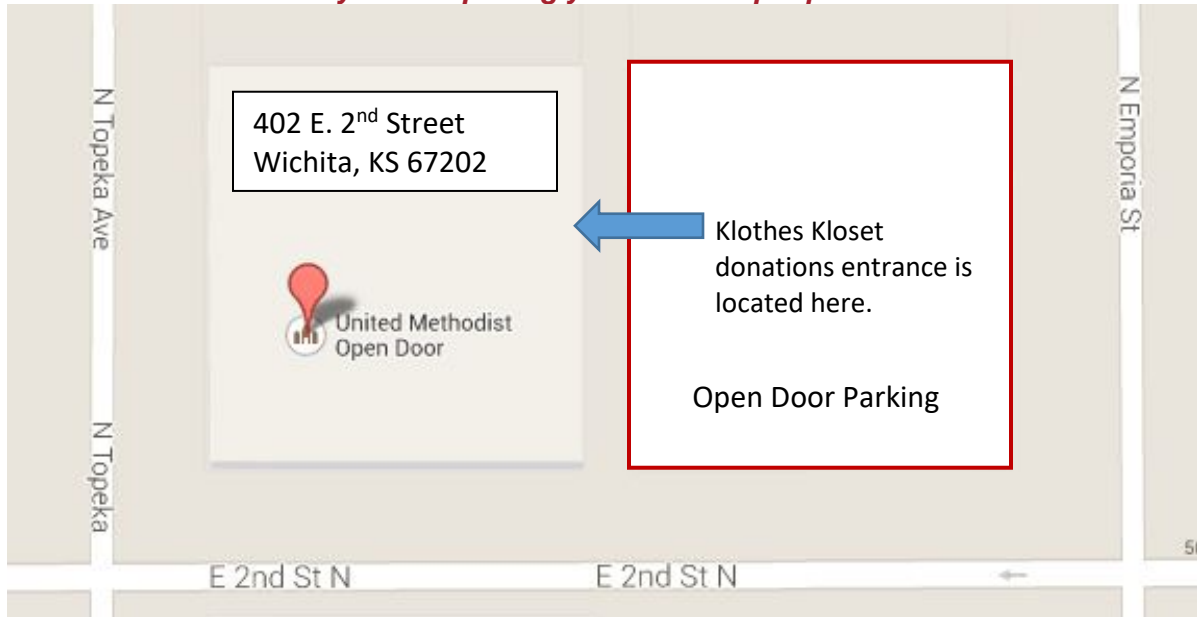 N Topeka Ave
N Emporia St
402 E. 2nd Street
Wichita, KS 67202
Klothes Kloset
donations entrance is
located here.
United Methodist
Open Door
Open Door Parking
N Topeka
E 2nd St N
E 2nd St N